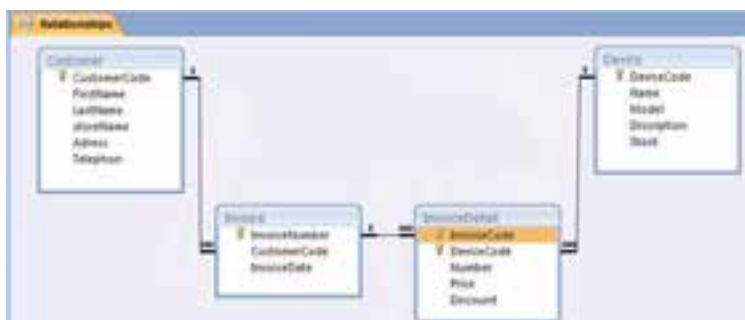 Relationships
Customer
CustomerCode
FirstName
LastName
storeName
Adress
Telephon
Device
DeviceCode
Name
Model
Discription
Stock
Invoice
InvoiceNumber
CustomerCode
InvoiceDate
InvoiceDetail
InvoiceCode
DeviceCode
Number
Price
Discount